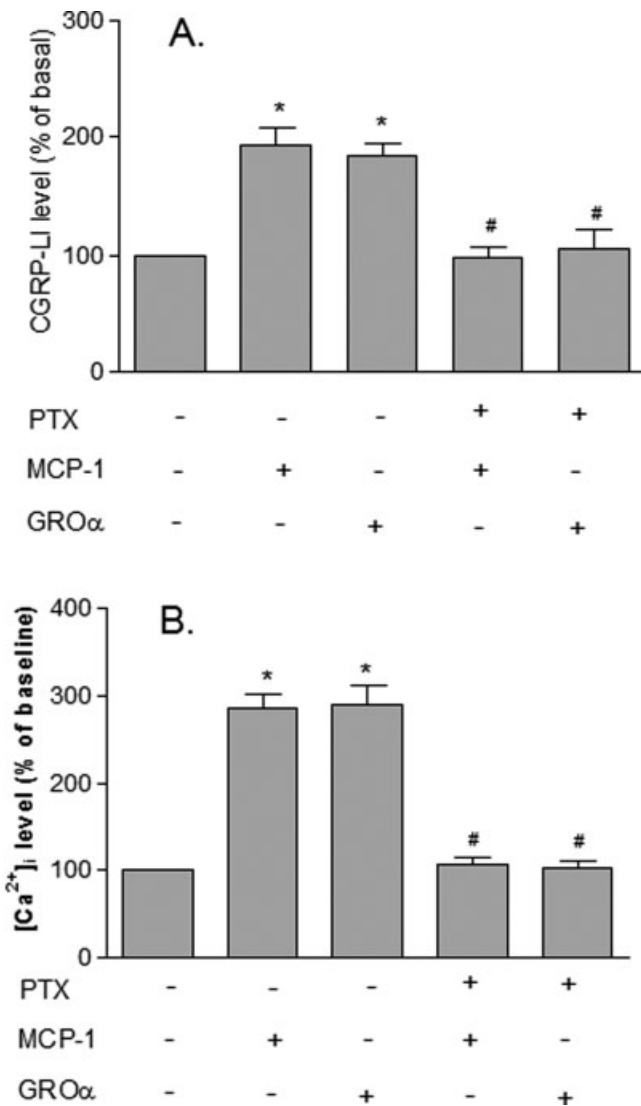 A.
CGRP-LI level (% of basal)
300
200
100
0
* * # #
PTX - - - + +
MCP-1 - + - + -
GROα - - + - +
B.
[Ca²⁺]ᵢ level (% of baseline)
400
300
200
100
0
* * # #
PTX - - - + +
MCP-1 - + - + -
GROα - - + - +